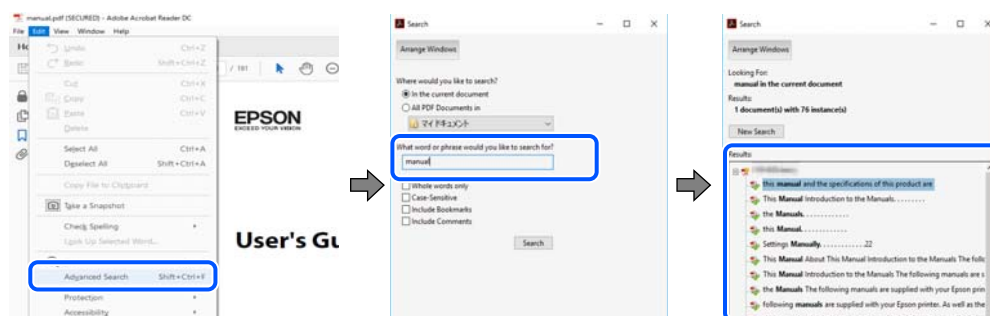 manual.pdf (SECURED) - Adobe Acrobat Reader DC
File Edit View Window Help
Undo Ctrl+Z
Redo Shift+Ctrl+Z
Cut Ctrl+X
Copy Ctrl+C
Paste Ctrl+V
Delete
Select All Ctrl+A
Deselect All Shift+Ctrl+A
Copy File to Clipboard
Take a Snapshot
Check Spelling
Look Up Selected Word...
Advanced Search Shift+Ctrl+F
Protection
Accessibility
/ 181
EPSON
EXCEED YOUR VISION
User's Gu
Search
Arrange Windows
Where would you like to search?
In the current document
All PDF Documents in
マイ ドキュメント
What word or phrase would you like to search for?
manual
Whole words only
Case-Sensitive
Include Bookmarks
Include Comments
Search
Search
Arrange Windows
Looking For:
manual in the current document
Results:
1 document(s) with 76 instance(s)
New Search
Results:
this manual and the specifications of this product are
This Manual Introduction to the Manuals. . . . . . . .
the Manuals. . . . . . . . . . . .
this Manual. . . . . . . . . . . .
Settings Manually. . . . . . . . . . . .22
This Manual About This Manual Introduction to the Manuals The follo
This Manual Introduction to the Manuals The following manuals are s
the Manuals The following manuals are supplied with your Epson prin
following manuals are supplied with your Epson printer. As well as the